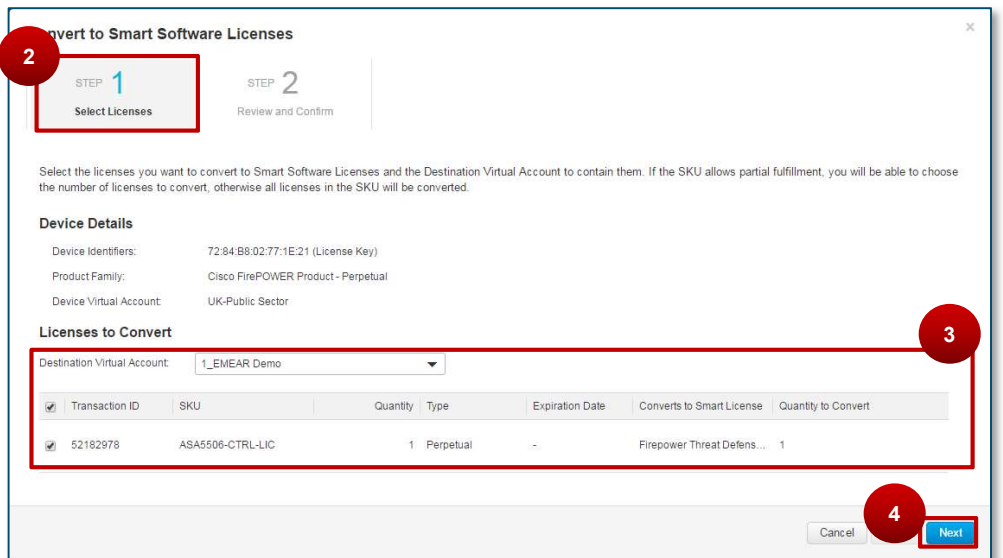 nvert to Smart Software Licenses
×
2
STEP 1
Select Licenses
STEP 2
Review and Confirm
Select the licenses you want to convert to Smart Software Licenses and the Destination Virtual Account to contain them. If the SKU allows partial fulfillment, you will be able to choose
the number of licenses to convert, otherwise all licenses in the SKU will be converted.
Device Details
Device Identifiers: 72:84:B8:02:77:1E:21 (License Key)
Product Family: Cisco FirePOWER Product - Perpetual
Device Virtual Account: UK-Public Sector
Licenses to Convert
3
Destination Virtual Account: 1_EMEAR Demo
Transaction ID SKU Quantity Type Expiration Date Converts to Smart License Quantity to Convert
52182978 ASA5506-CTRL-LIC 1 Perpetual - Firepower Threat Defens... 1
4
Cancel Next